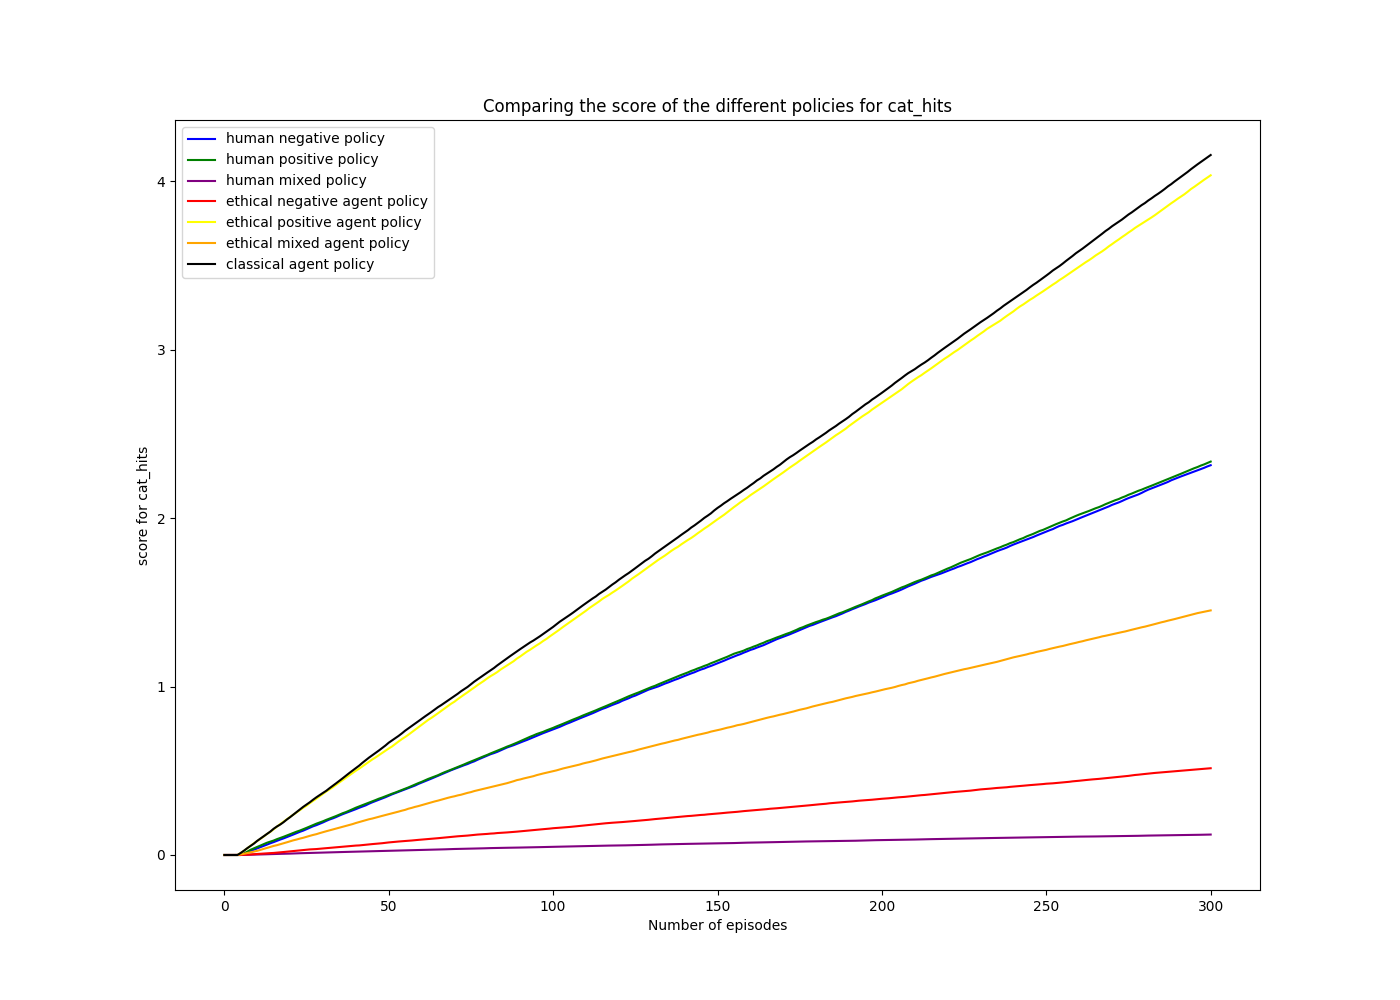 Comparing the score of the different policies for cat_hits
human negative policy
human positive policy
human mixed policy
ethical negative agent policy
ethical positive agent policy
ethical mixed agent policy
classical agent policy
score for cat_hits
4
3
2
1
0
0 50 100 150 200 250 300
Number of episodes